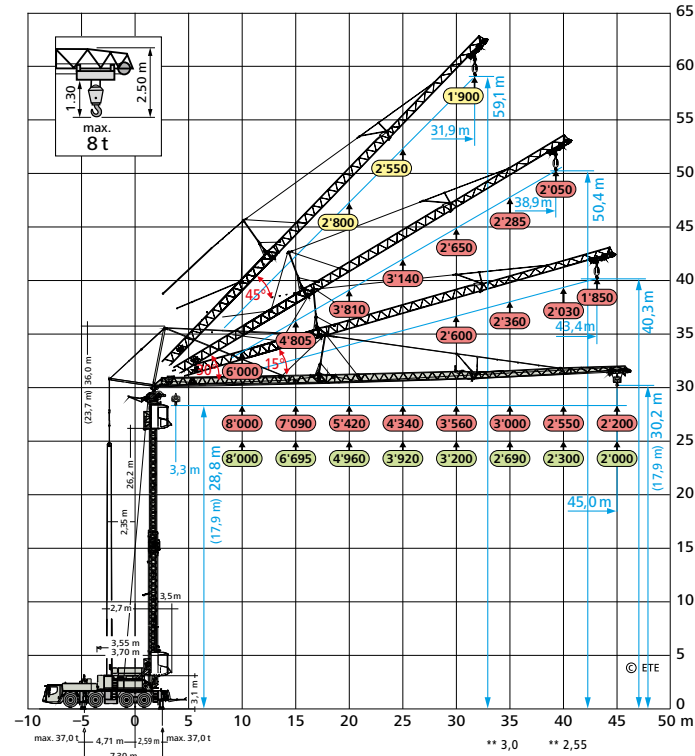 65
60
55
50
45
40
35
30
25
20
15
10
5
0
1.30
2.50 m
max.
8 t
1'900
59,1 m
31,9 m
2'550
2'050
2'800
38,9 m
50,4 m
2'285
2'650
3'140
45°
1'850
3'810
2'030
40,3 m
2'360
43,4 m
2'600
4'805
36,0 m
(23,7 m)
15°
6'000
8'000 7'090 5'420 4'340 3'560 3'000 2'550 2'200
30,2 m
(17,9 m)
8'000 6'695 4'960 3'920 3'200 2'690 2'300 2'000
3,3 m
28,8 m
(17,9 m)
26,2 m
45,0 m
2,35 m
3,5 m
2,7 m
3,55 m
3,70 m
3,1 m
© ETE
−10 −5 0 5 10 15 20 25 30 35 40 45 50 m
max. 37,0 t 4,71 m 2,59 m max. 37,0 t
7,30 m
** 3,0 ** 2,55